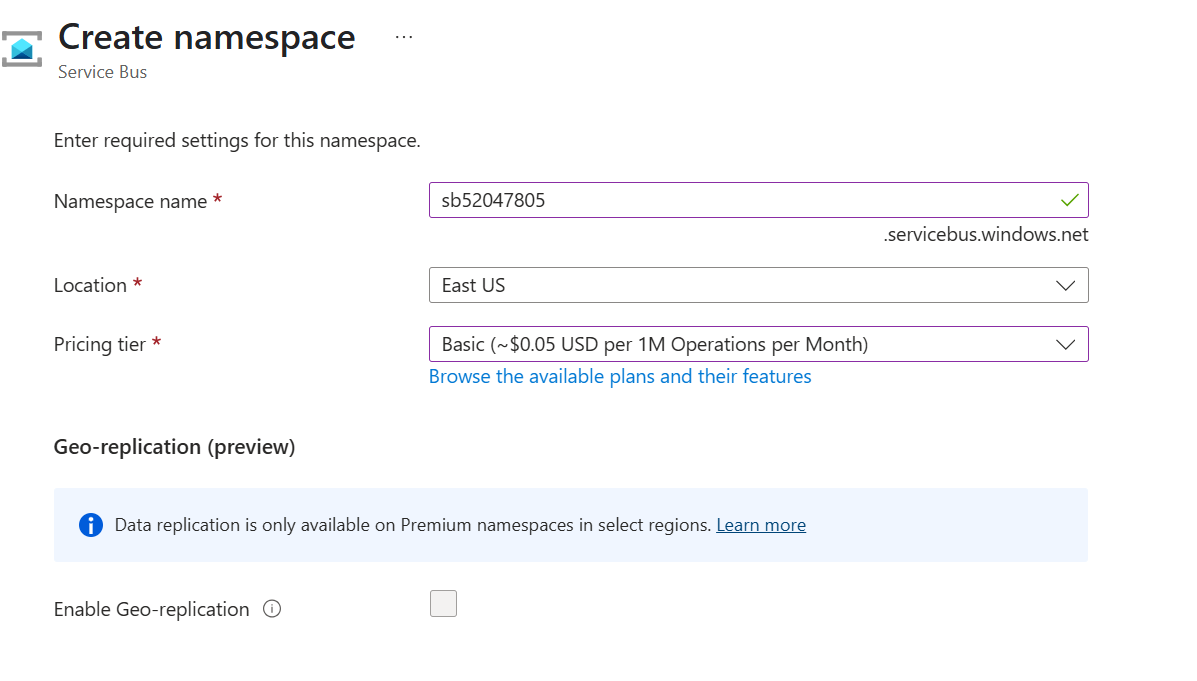 Create namespace ...
Service Bus
Enter required settings for this namespace.
Namespace name * sb52047805
.servicebus.windows.net
Location * East US
Pricing tier * Basic (~$0.05 USD per 1M Operations per Month)
Browse the available plans and their features
Geo-replication (preview)
Data replication is only available on Premium namespaces in select regions. Learn more
Enable Geo-replication